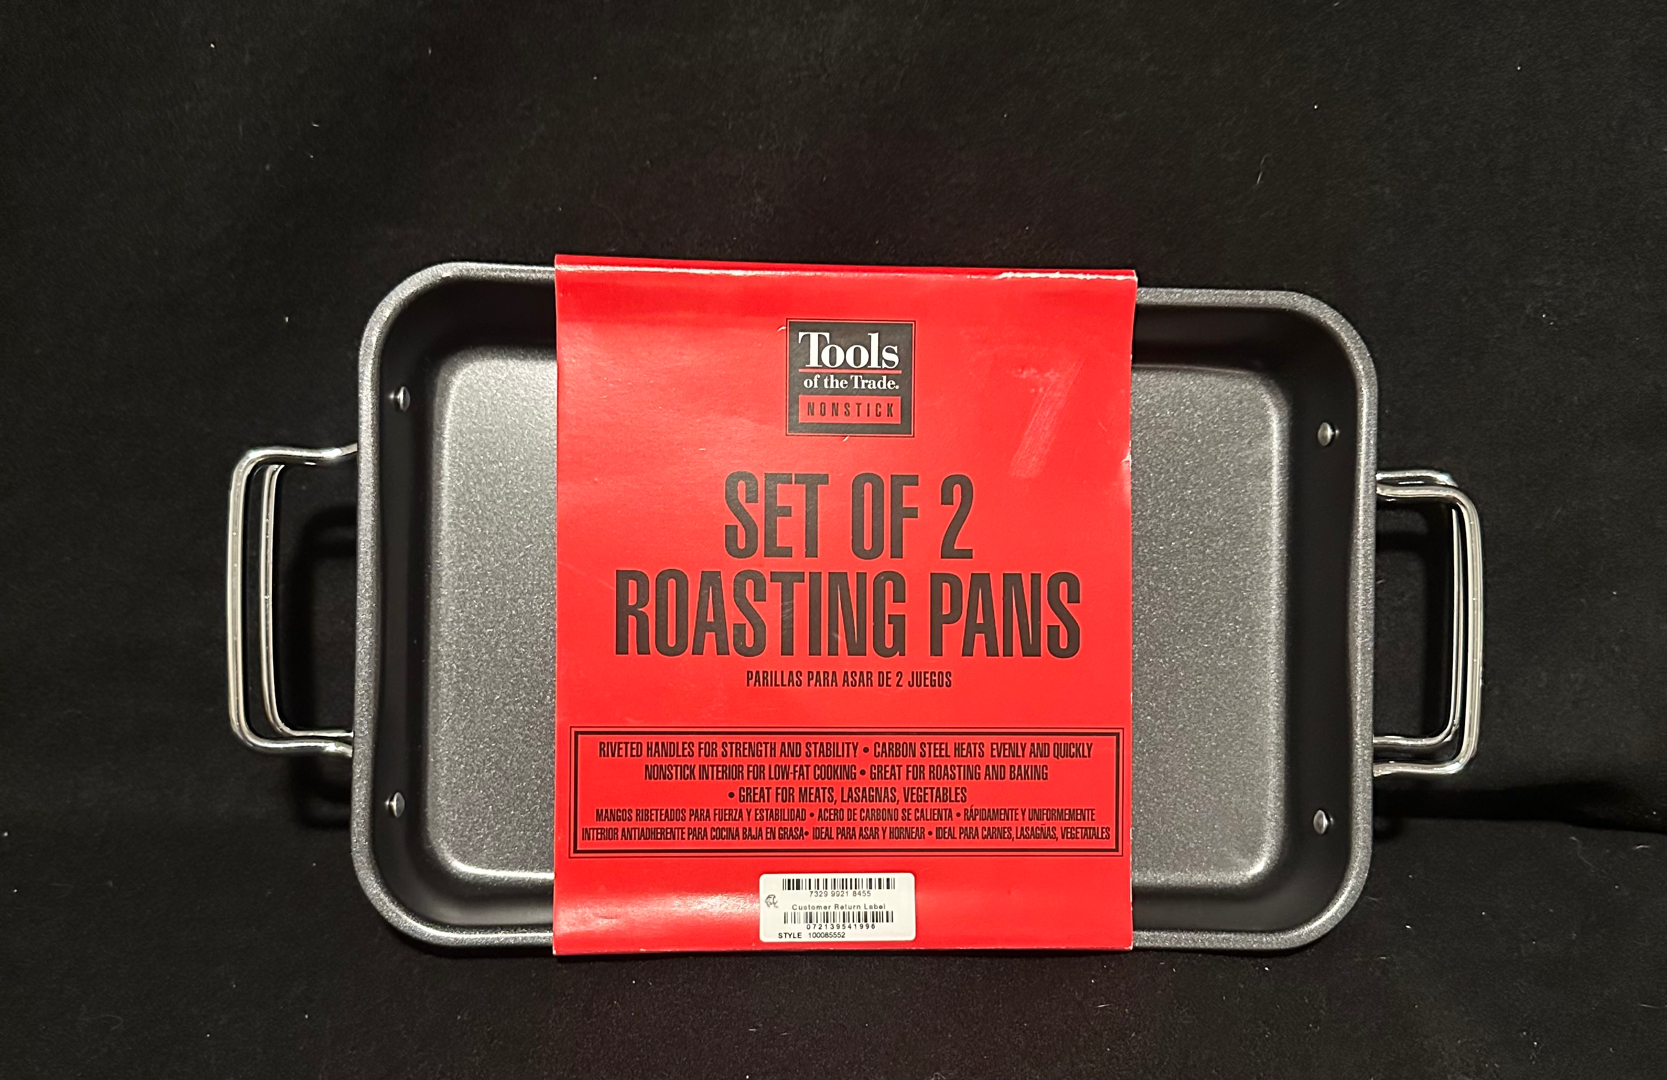 Tools
of the Trade.
NONSTICK
SET OF 2
ROASTING PANS
PARILLAS PARA ASAR DE 2 JUEGOS
RIVETED HANDLES FOR STRENGTH AND STABILITY • CARBON STEEL HEATS EVENLY AND QUICKLY
NONSTICK INTERIOR FOR LOW-FAT COOKING • GREAT FOR ROASTING AND BAKING
• GREAT FOR MEATS, LASAGNAS, VEGETABLES
MANGOS RIBETEADOS PARA FUERZA Y ESTABILIDAD • ACERO DE CARBONO SE CALIENTA • RÁPIDAMENTE Y UNIFORMEMENTE
INTERIOR ANTIADHERENTE PARA COCINA BAJA EN GRASA• IDEAL PARA ASAR Y HORNEAR • IDEAL PARA CARNES, LASAGÑAS, VEGETATALES
7329 9921 8455
Customer Return Label
072139541996
STYLE 100085552